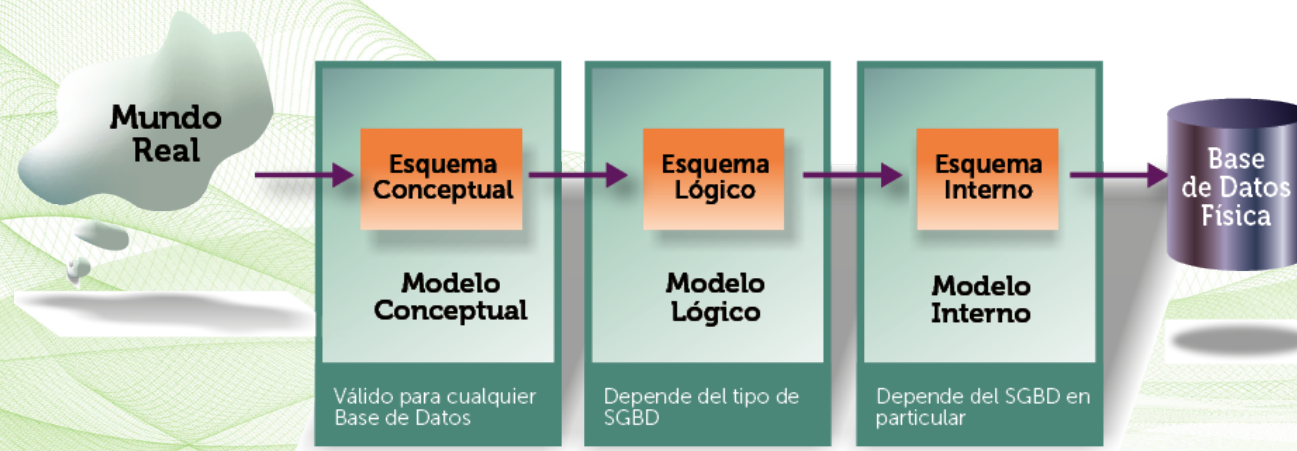 Mundo
Real
Esquema
Conceptual
Modelo
Conceptual
Válido para cualquier
Base de Datos
Esquema
Lógico
Modelo
Lógico
Depende del tipo de
SGBD
Esquema
Interno
Modelo
Interno
Depende del SGBD en
particular
Base
de Datos
Física